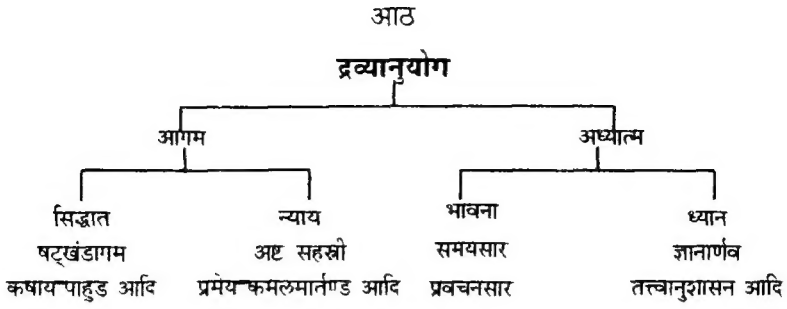 आठ
द्रव्यानुयोग
आगम अध्यात्म
सिद्धात न्याय भावना ध्यान
षट्खंडागम अष्ट सहस्री समयसार ज्ञानार्णव
कषाय पाहुड आदि प्रमेय कमलमार्तण्ड आदि प्रवचनसार तत्त्वानुशासन आदि